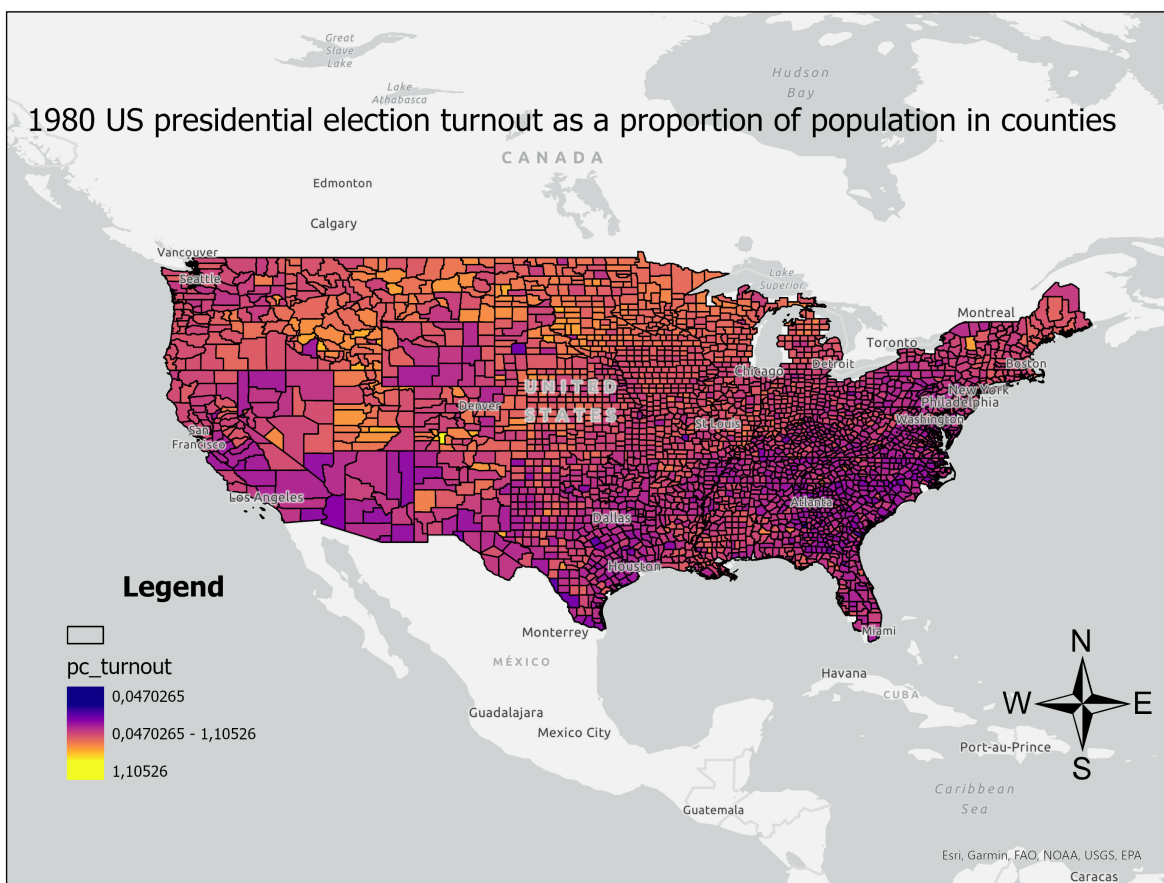 Great
Slave
Lake
Lake
Athabasca
Hudson
Bay
1980 US presidential election turnout as a proportion of population in counties
CANADA
Edmonton
Calgary
Vancouver
Seattle
Lake
Superior
Montreal
Toronto
Boston
Detroit
Chicago
New York
Philadelphia
Washington
UNITED
STATES
Denver
St Louis
San
Francisco
Los Angeles
Atlanta
Dallas
Houston
Legend
Monterrey
Miami
MÉXICO
pc_turnout
0,0470265
0,0470265 - 1,10526
1,10526
Havana
CUBA
N
W
E
S
Guadalajara
Mexico City
Port-au-Prince
Guatemala
Caribbean
Sea
Esri, Garmin, FAO, NOAA, USGS, EPA
Caracas